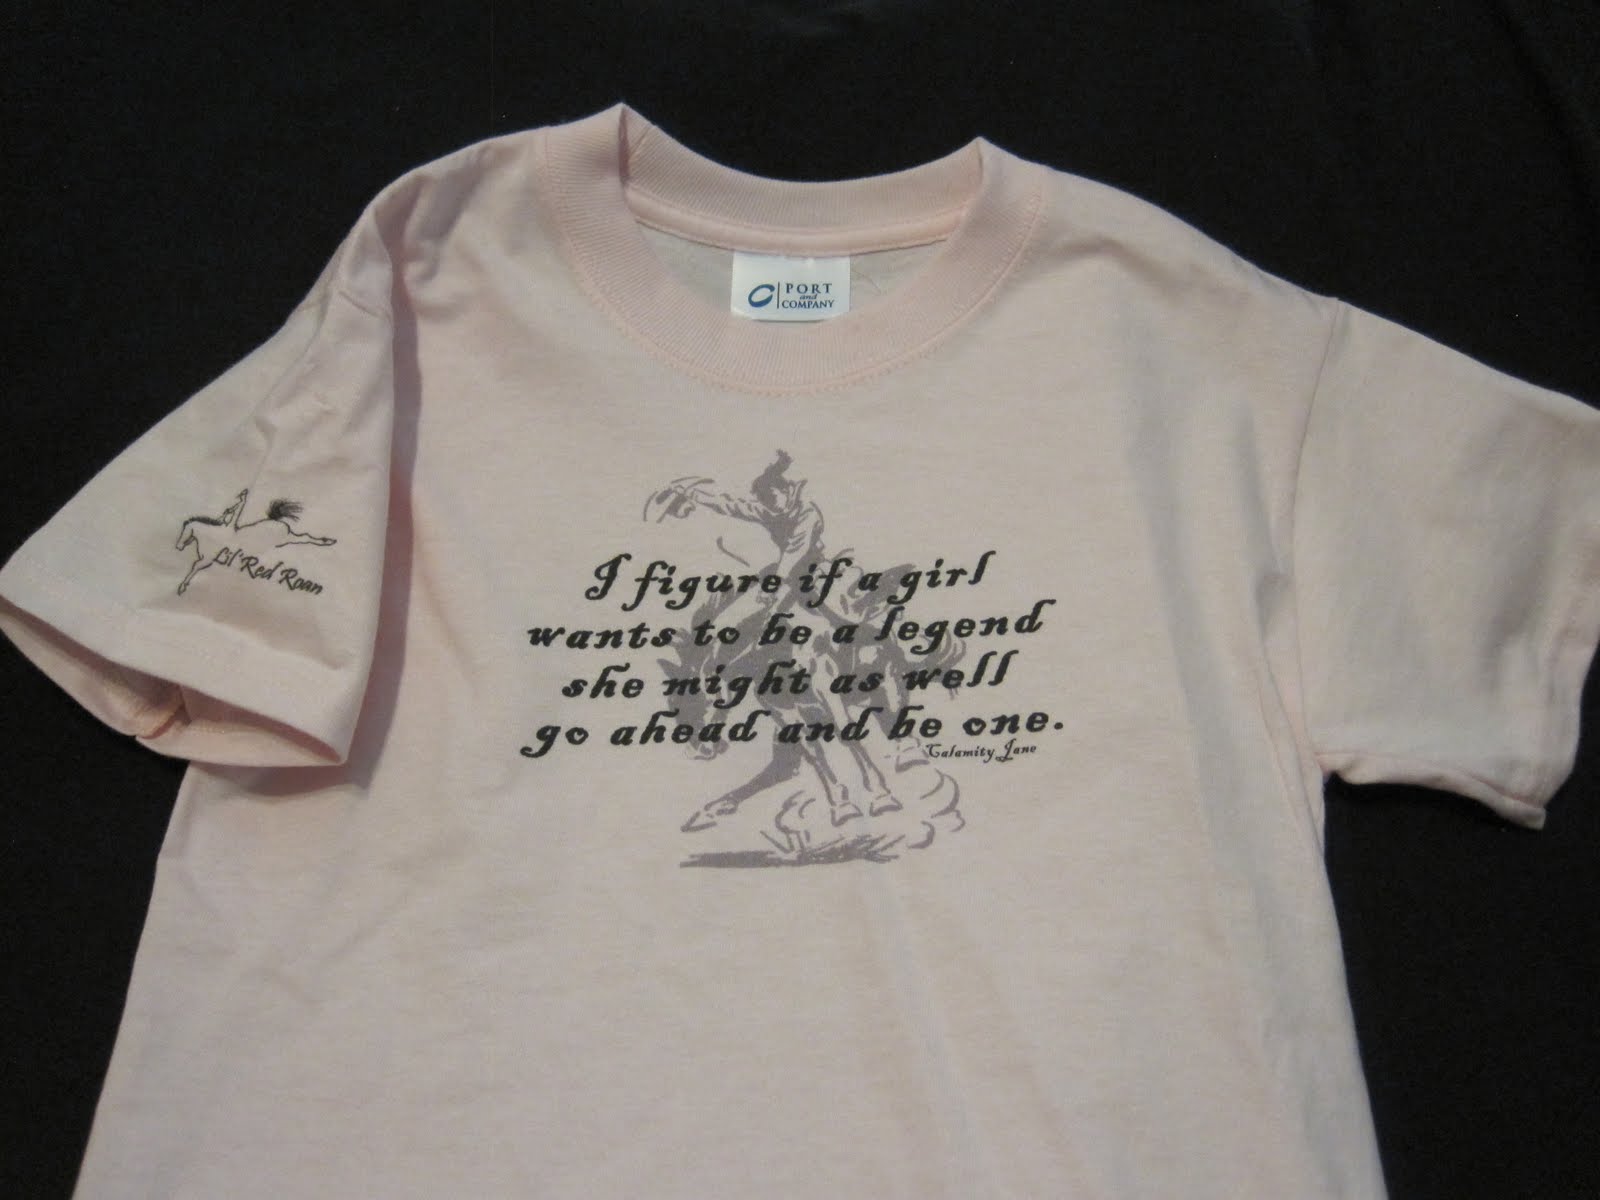 PORT
and
COMPANY
Lil' Red Roan
I figure if a girl
wants to be a legend
she might as well
go ahead and be one.
Calamity Jane